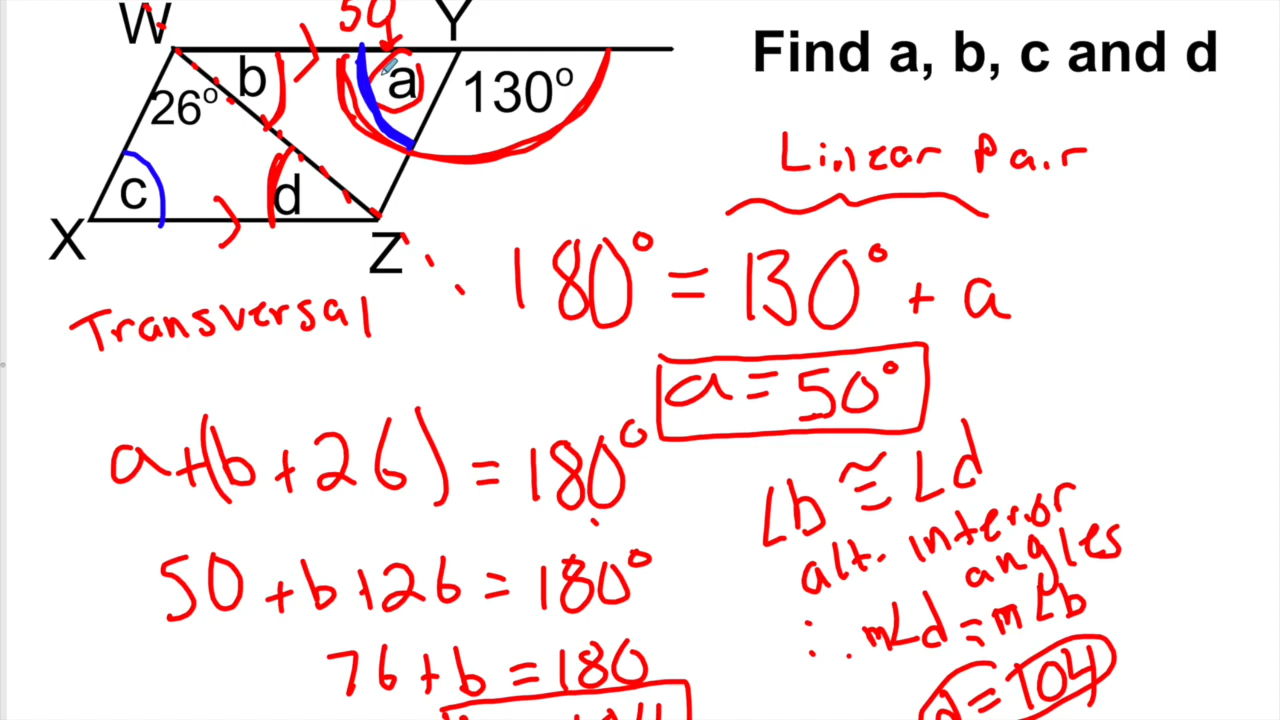 50
W
Y
Find a, b, c and d
b
a
26°
130°
Linear Pair
c
d
X
Z
∴ 180° = 130° + a
Transversal
a = 50°
a+(b+26) = 180°
∠b ≅ ∠d
alt. interior
angles
50 + b + 26 = 180°
∴ m∠d = m∠b
76 + b = 180
d = 104